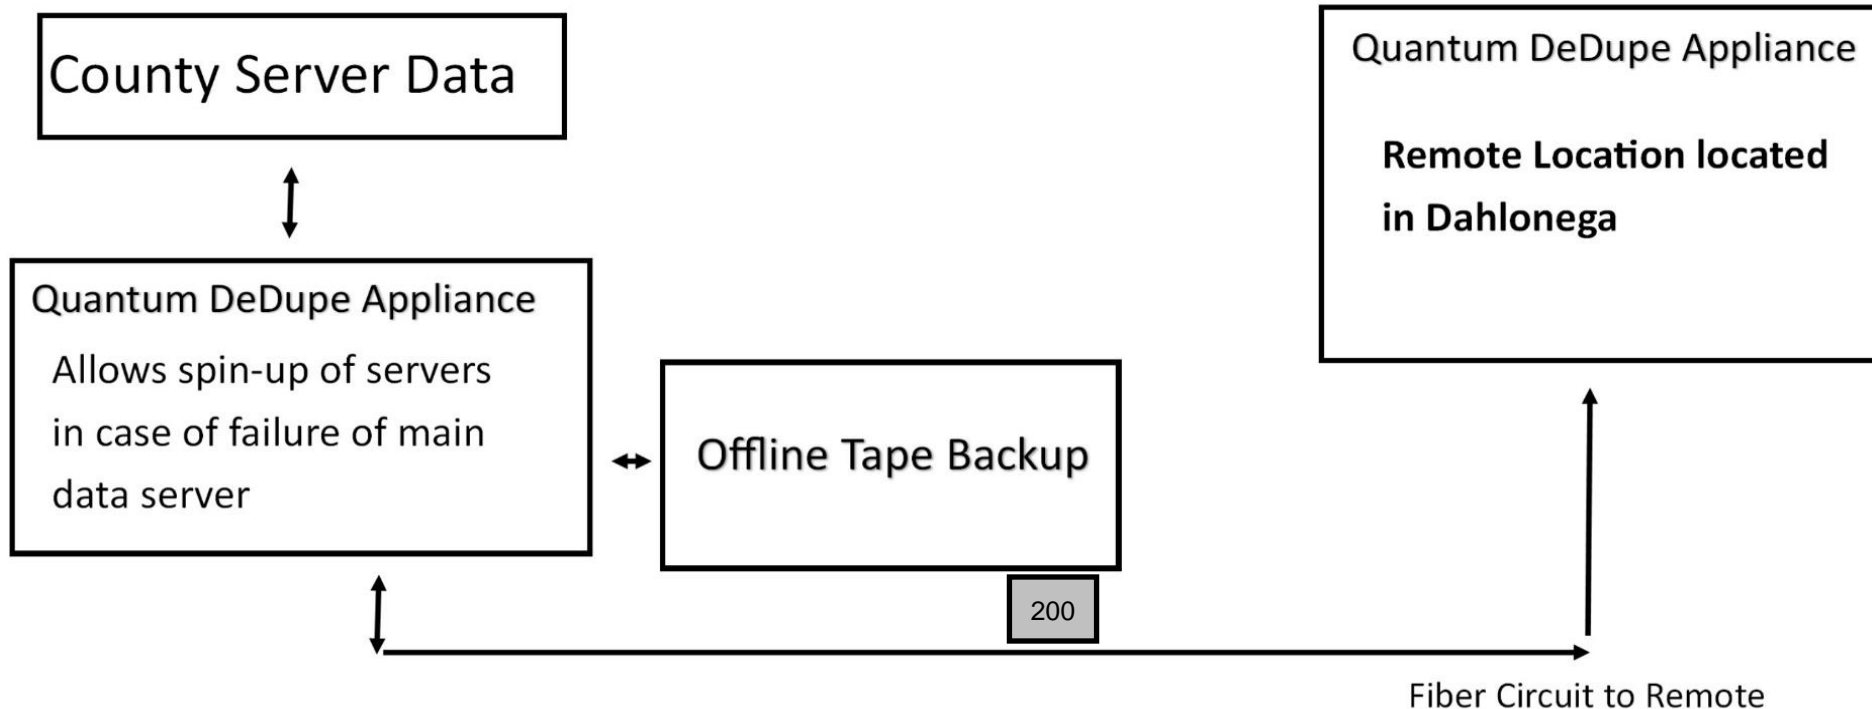 County Server Data
Quantum DeDupe Appliance
Allows spin-up of servers
in case of failure of main
data server
Offline Tape Backup
200
Quantum DeDupe Appliance
Remote Location located
in Dahlonega
Fiber Circuit to Remote